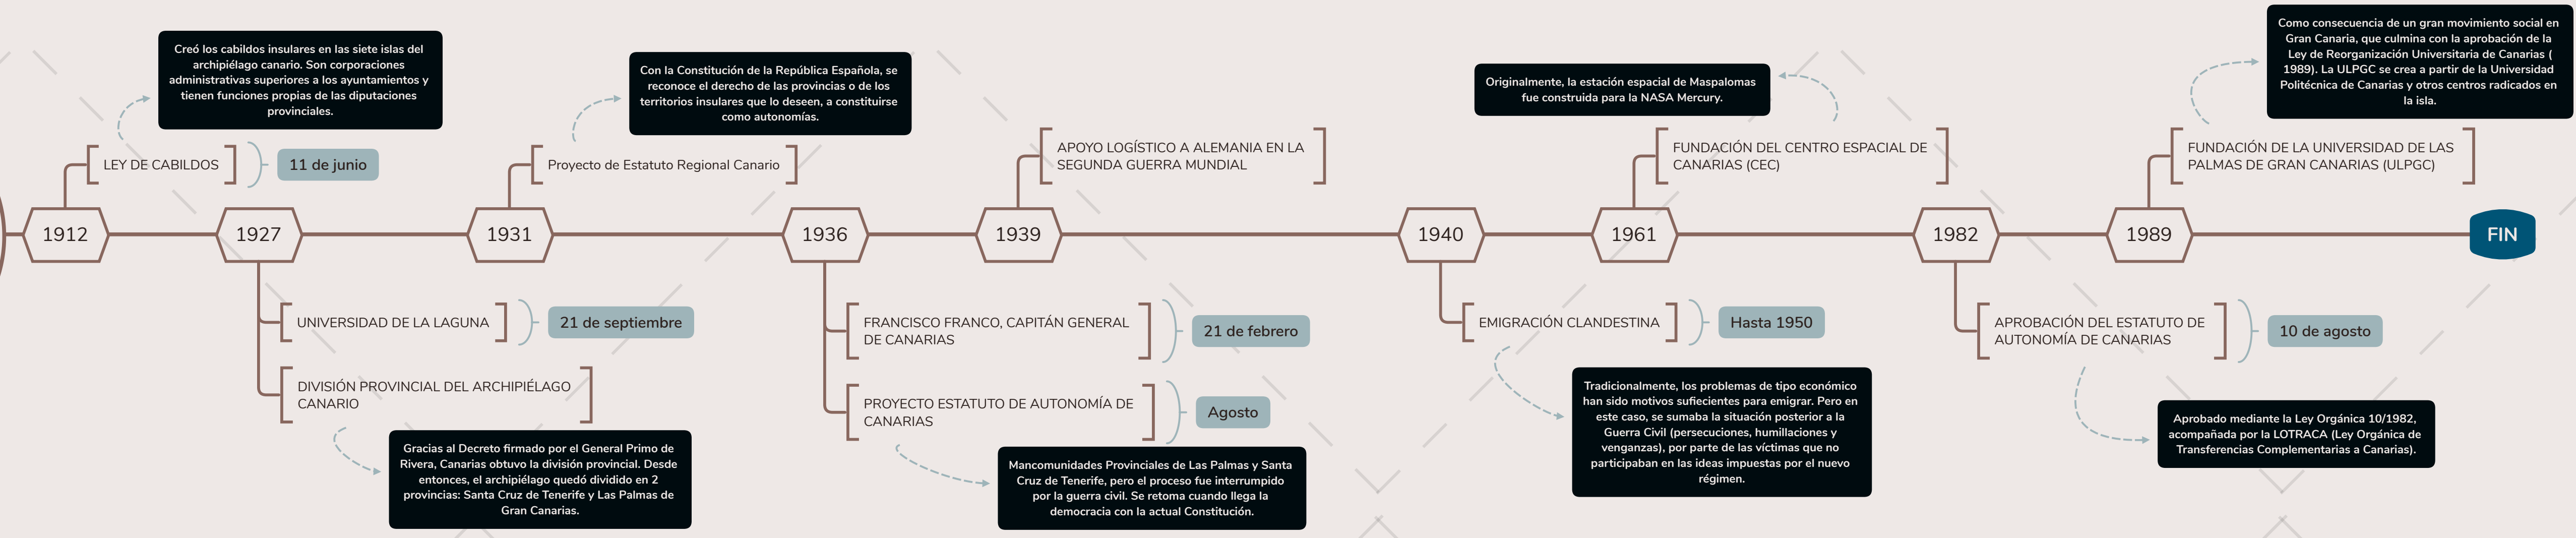 Creó los cabildos insulares en las siete islas del
archipiélago canario. Son corporaciones
administrativas superiores a los ayuntamientos y
tienen funciones propias de las diputaciones
provinciales.
LEY DE CABILDOS
11 de junio
1912
1927
UNIVERSIDAD DE LA LAGUNA
21 de septiembre
DIVISIÓN PROVINCIAL DEL ARCHIPIÉLAGO
CANARIO
Gracias al Decreto firmado por el General Primo de
Rivera, Canarias obtuvo la división provincial. Desde
entonces, el archipiélago quedó dividido en 2
provincias: Santa Cruz de Tenerife y Las Palmas de
Gran Canarias.
Con la Constitución de la República Española, se
reconoce el derecho de las provincias o de los
territorios insulares que lo deseen, a constituirse
como autonomías.
Proyecto de Estatuto Regional Canario
1931
1936
FRANCISCO FRANCO, CAPITÁN GENERAL
DE CANARIAS
21 de febrero
PROYECTO ESTATUTO DE AUTONOMÍA DE
CANARIAS
Agosto
Mancomunidades Provinciales de Las Palmas y Santa
Cruz de Tenerife, pero el proceso fue interrumpido
por la guerra civil. Se retoma cuando llega la
democracia con la actual Constitución.
APOYO LOGÍSTICO A ALEMANIA EN LA
SEGUNDA GUERRA MUNDIAL
1939
1940
EMIGRACIÓN CLANDESTINA
Hasta 1950
Tradicionalmente, los problemas de tipo económico
han sido motivos sufiecientes para emigrar. Pero en
este caso, se sumaba la situación posterior a la
Guerra Civil (persecuciones, humillaciones y
venganzas), por parte de las víctimas que no
participaban en las ideas impuestas por el nuevo
régimen.
Originalmente, la estación espacial de Maspalomas
fue construida para la NASA Mercury.
FUNDACIÓN DEL CENTRO ESPACIAL DE
CANARIAS (CEC)
1961
1982
APROBACIÓN DEL ESTATUTO DE
AUTONOMÍA DE CANARIAS
10 de agosto
Aprobado mediante la Ley Orgánica 10/1982,
acompañada por la LOTRACA (Ley Orgánica de
Transferencias Complementarias a Canarias).
Como consecuencia de un gran movimiento social en
Gran Canaria, que culmina con la aprobación de la
Ley de Reorganización Universitaria de Canarias (
1989). La ULPGC se crea a partir de la Universidad
Politécnica de Canarias y otros centros radicados en
la isla.
FUNDACIÓN DE LA UNIVERSIDAD DE LAS
PALMAS DE GRAN CANARIAS (ULPGC)
1989
FIN